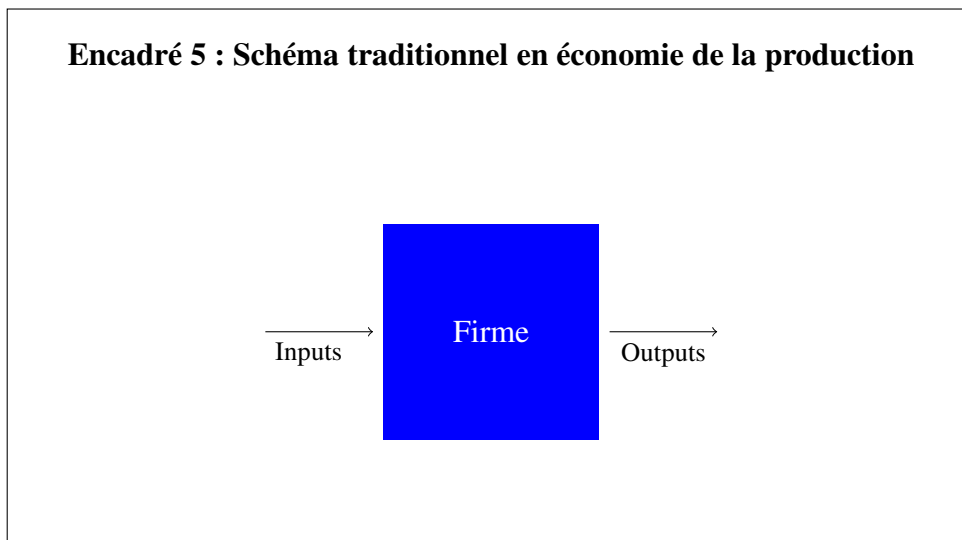 Encadré 5 : Schéma traditionnel en économie de la production
Firme
Inputs
Outputs